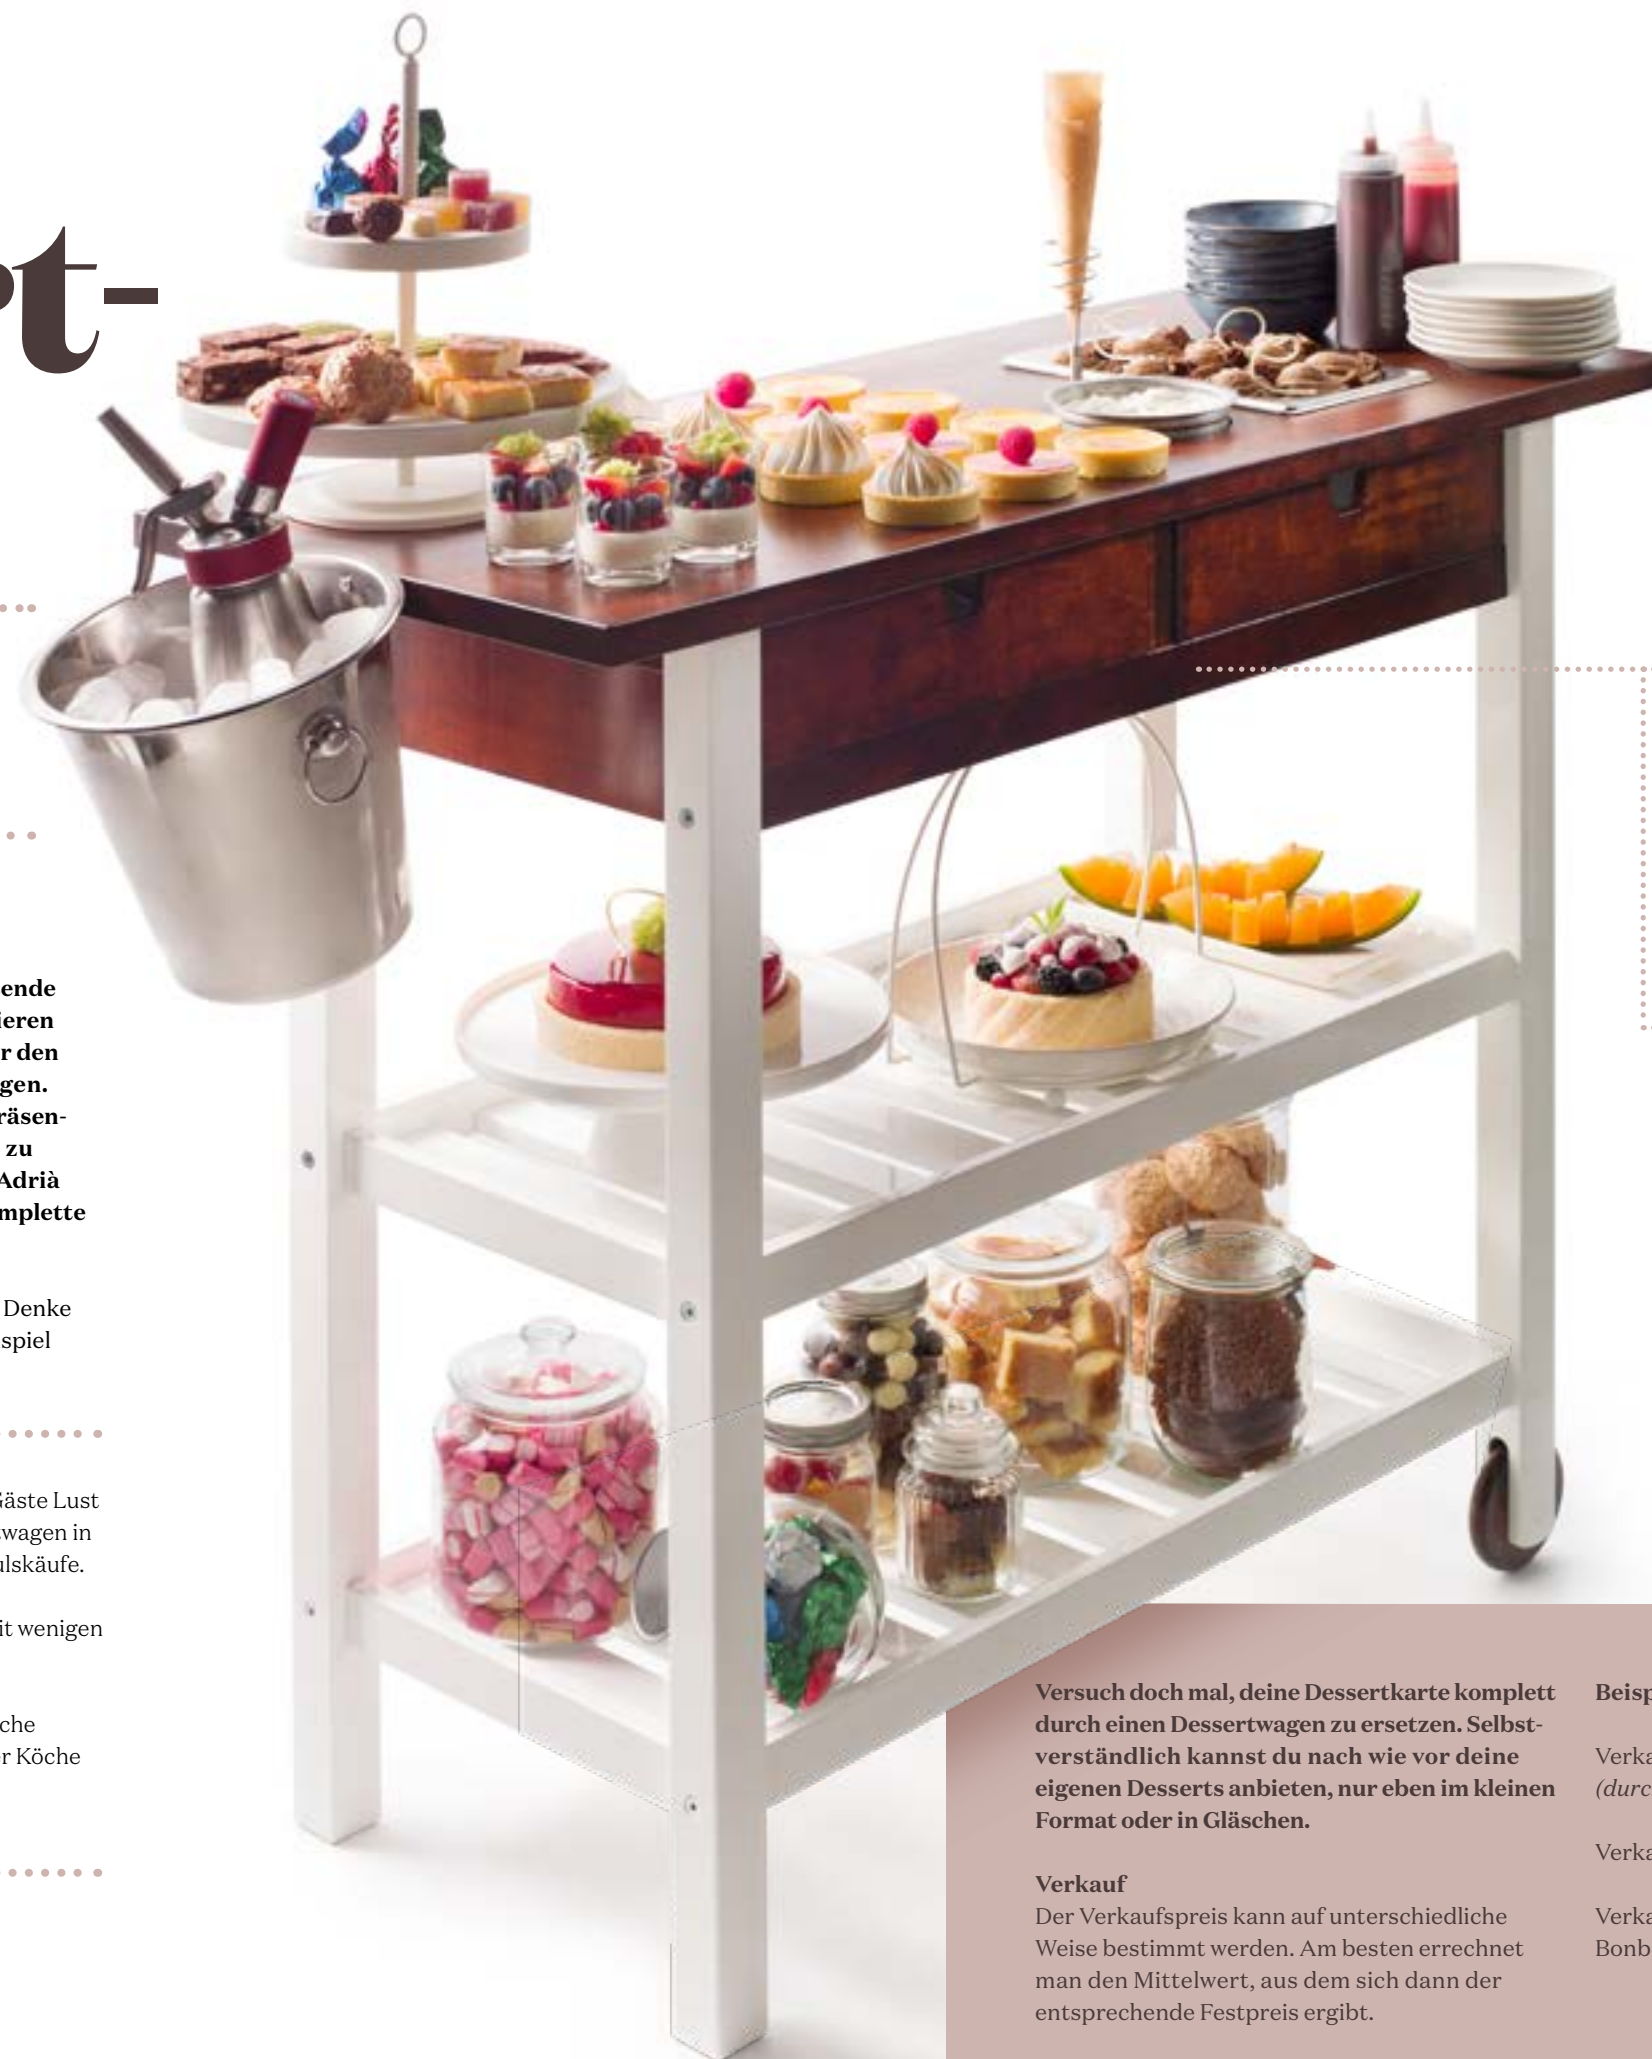 rt-
ende
ieren
r den
gen.
räsen-
zu
Adrià
mplette
Denke
spiel
Gäste Lust
wagen in
ulskäufe.
it wenigen
che
r Köche
Versuch doch mal, deine Dessertkarte komplett
durch einen Dessertwagen zu ersetzen. Selbst-
verständlich kannst du nach wie vor deine
eigenen Desserts anbieten, nur eben im kleinen
Format oder in Gläschen.
Verkauf
Der Verkaufspreis kann auf unterschiedliche
Weise bestimmt werden. Am besten errechnet
man den Mittelwert, aus dem sich dann der
entsprechende Festpreis ergibt.
Beisp
Verka
(durc
Verka
Verka
Bonb